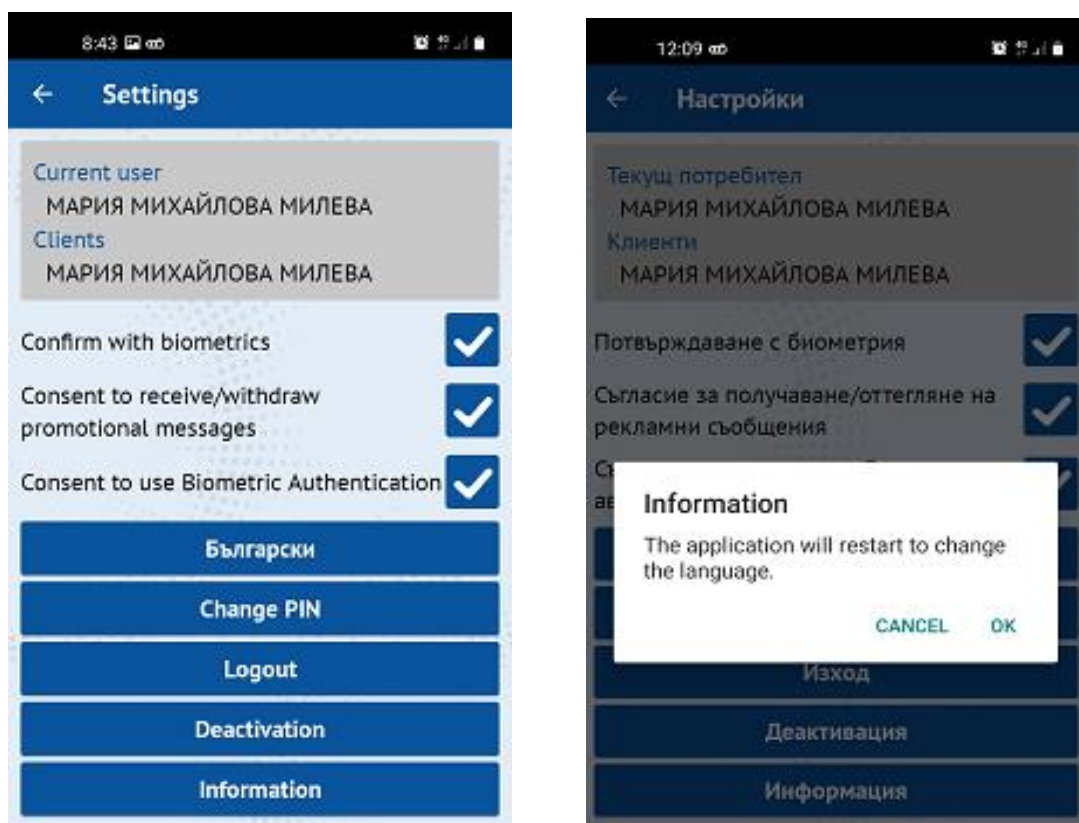 8:43
Settings
Current user
МАРИЯ МИХАЙЛОВА МИЛЕВА
Clients
МАРИЯ МИХАЙЛОВА МИЛЕВА
Confirm with biometrics
Consent to receive/withdraw
promotional messages
Consent to use Biometric Authentication
Български
Change PIN
Logout
Deactivation
Information
12:09
Настройки
Текущ потребител
МАРИЯ МИХАЙЛОВА МИЛЕВА
Клиенти
МАРИЯ МИХАЙЛОВА МИЛЕВА
Потвърждаване с биометрия
Съгласие за получаване/оттегляне на
рекламни съобщения
Information
The application will restart to change
the language.
CANCEL OK
Изход
Деактивация
Информация